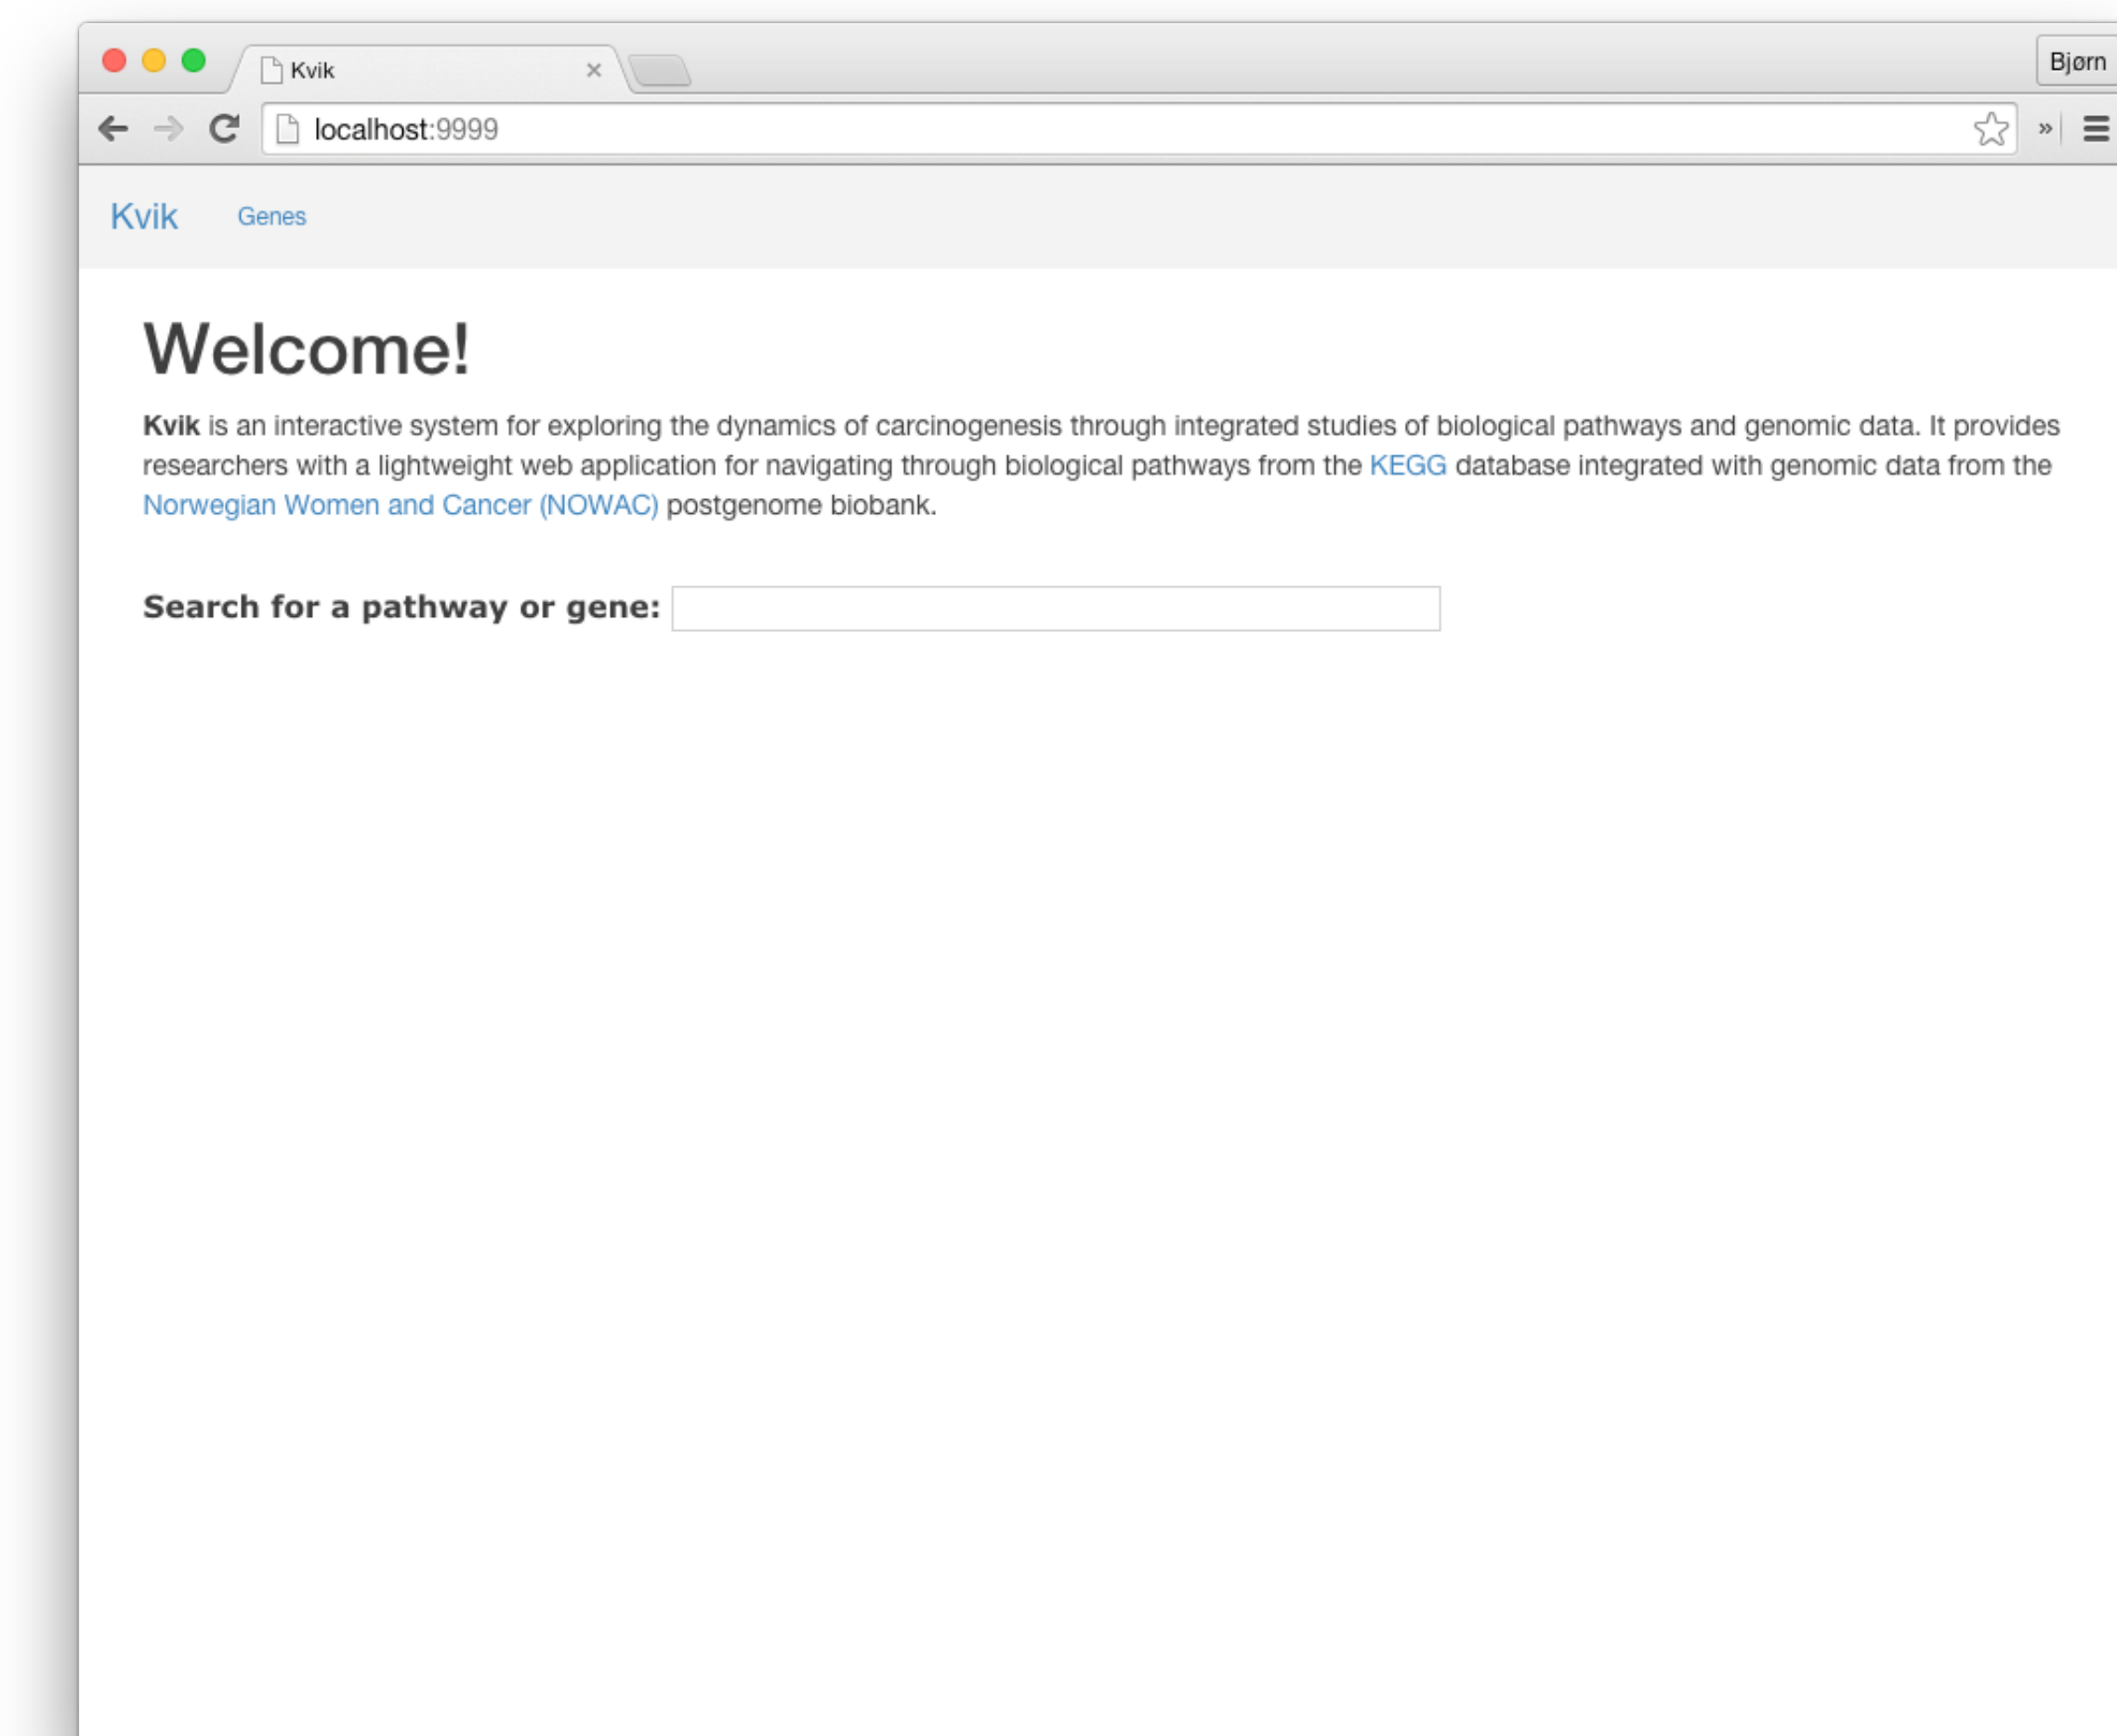 Kvik
Bjørn
localhost:9999
Kvik Genes
Welcome!
Kvik is an interactive system for exploring the dynamics of carcinogenesis through integrated studies of biological pathways and genomic data. It provides
researchers with a lightweight web application for navigating through biological pathways from the KEGG database integrated with genomic data from the
Norwegian Women and Cancer (NOWAC) postgenome biobank.
Search for a pathway or gene: